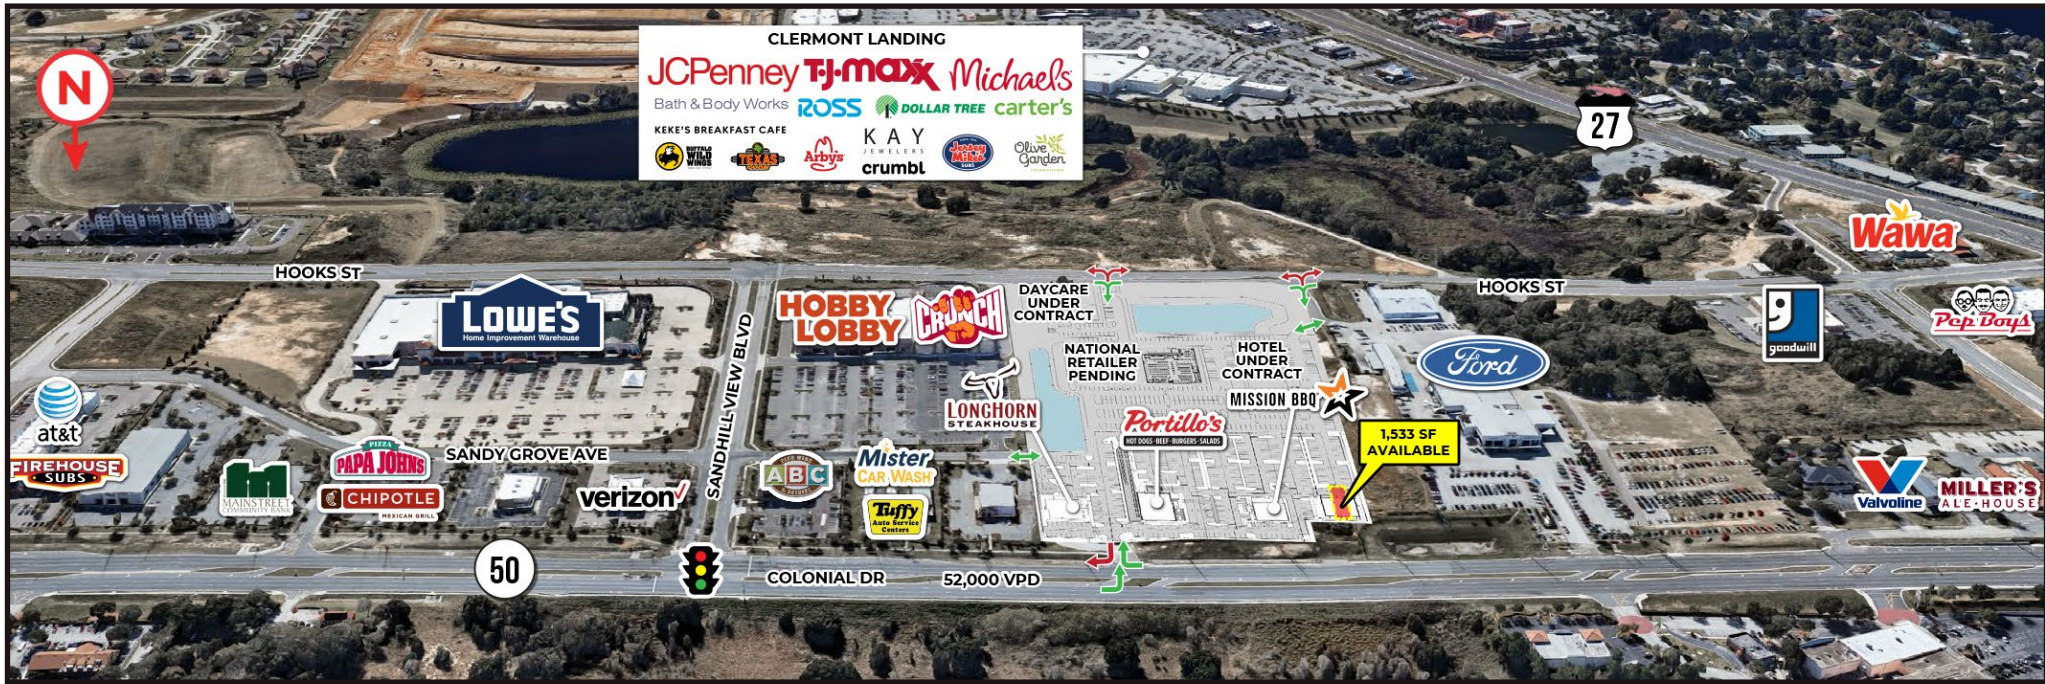 N
CLERMONT LANDING
JCPenney T·J·maxx Michaels
Bath & Body Works ROSS DOLLAR TREE carter's
KEKE'S BREAKFAST CAFE
KAY
JEWELERS
BUFFALO
WILD
WINGS
TEXAS
Arby's
crumbl
Jersey
Mike's
SUBS
Olive
Garden
27
Wawa
HOOKS ST
HOOKS ST
LOWE'S
Home Improvement Warehouse
SANDHILL VIEW BLVD
HOBBY
LOBBY
CRUNCH
DAYCARE
UNDER
CONTRACT
NATIONAL
RETAILER
PENDING
HOTEL
UNDER
CONTRACT
Ford
goodwill
Pep Boys
at&t
LONGHORN
STEAKHOUSE
MISSION BBQ
Portillo's
HOT DOGS·BEEF·BURGERS·SALADS
1,533 SF
AVAILABLE
FIREHOUSE
SUBS
MAINSTREET
COMMUNITY BANK
PIZZA
PAPA JOHNS
CHIPOTLE
MEXICAN GRILL
SANDY GROVE AVE
verizon
ABC
FINE WINE
& SPIRITS
Mister
CAR WASH
Tuffy
Auto Service
Centers
Valvoline
MILLER'S
ALE·HOUSE
50
COLONIAL DR 52,000 VPD